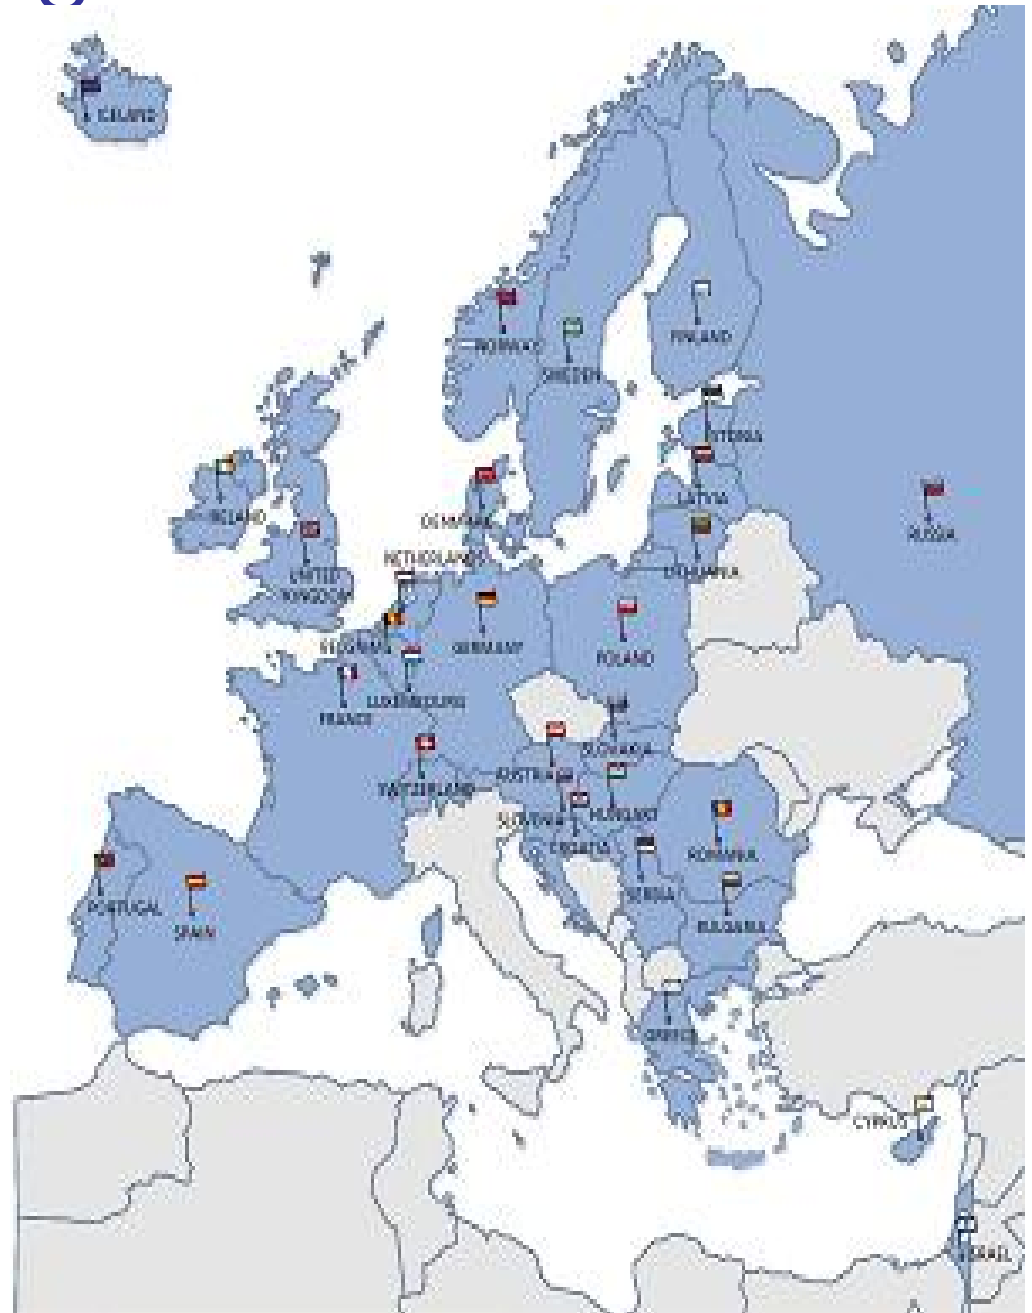 ICELAND
NORWAY
FINLAND
SWEDEN
ESTONIA
LATVIA
IRELAND
DENMARK
RUSSIA
NETHERLANDS
LITHUANIA
UNITED
KINGDOM
BELGIUM
GERMANY
POLAND
LUXEMBOURG
FRANCE
SLOVAKIA
AUSTRIA
SWITZERLAND
HUNGARY
SLOVENIA
CROATIA
ROMANIA
SERBIA
PORTUGAL
SPAIN
BULGARIA
GREECE
CYPRUS
ISRAEL